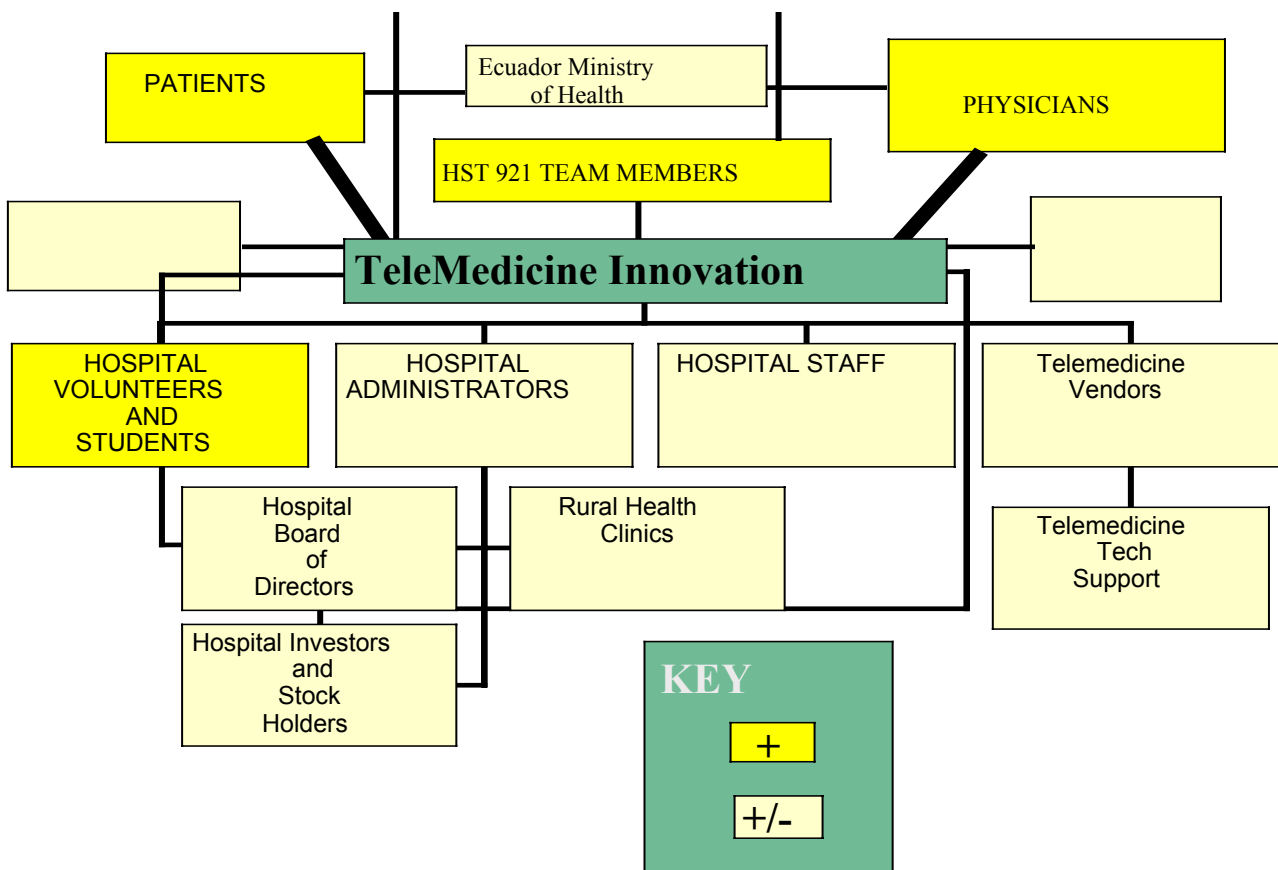 PATIENTS
Ecuador Ministry
of Health
PHYSICIANS
HST 921 TEAM MEMBERS
TeleMedicine Innovation
HOSPITAL
VOLUNTEERS
AND
STUDENTS
HOSPITAL
ADMINISTRATORS
HOSPITAL STAFF
Telemedicine
Vendors
Hospital
Board
of
Directors
Rural Health
Clinics
Telemedicine
Tech
Support
Hospital Investors
and
Stock
Holders
KEY
+
+/-